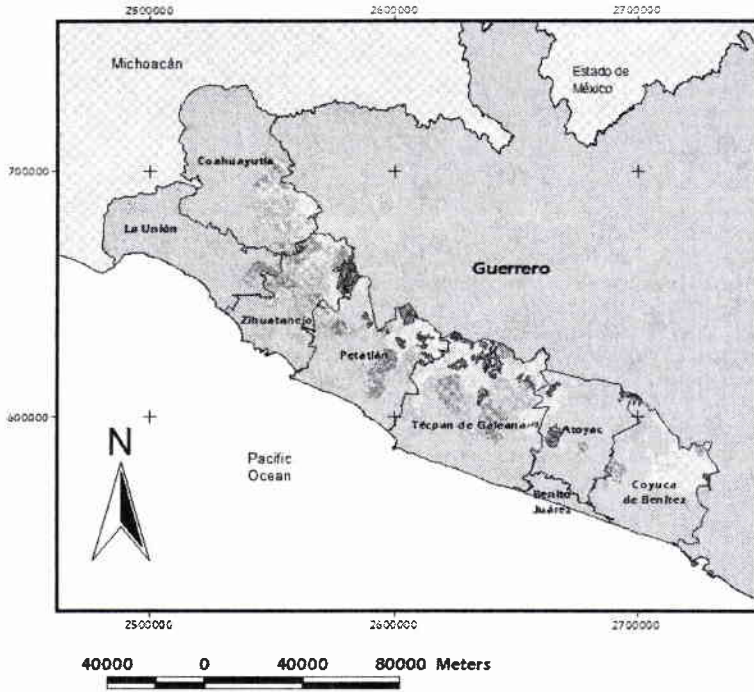 2500000 2600000 2700000
Michoacán
Estado de
México
Coahuayutla
700000
La Unión
Guerrero
Zihuatanejo
Petatlán
600000
Técpan de Galeana
Atoyac
N
Pacific
Ocean
Benito
Juárez
Coyuca
de Benítez
2500000 2600000 2700000
40000 0 40000 80000 Meters